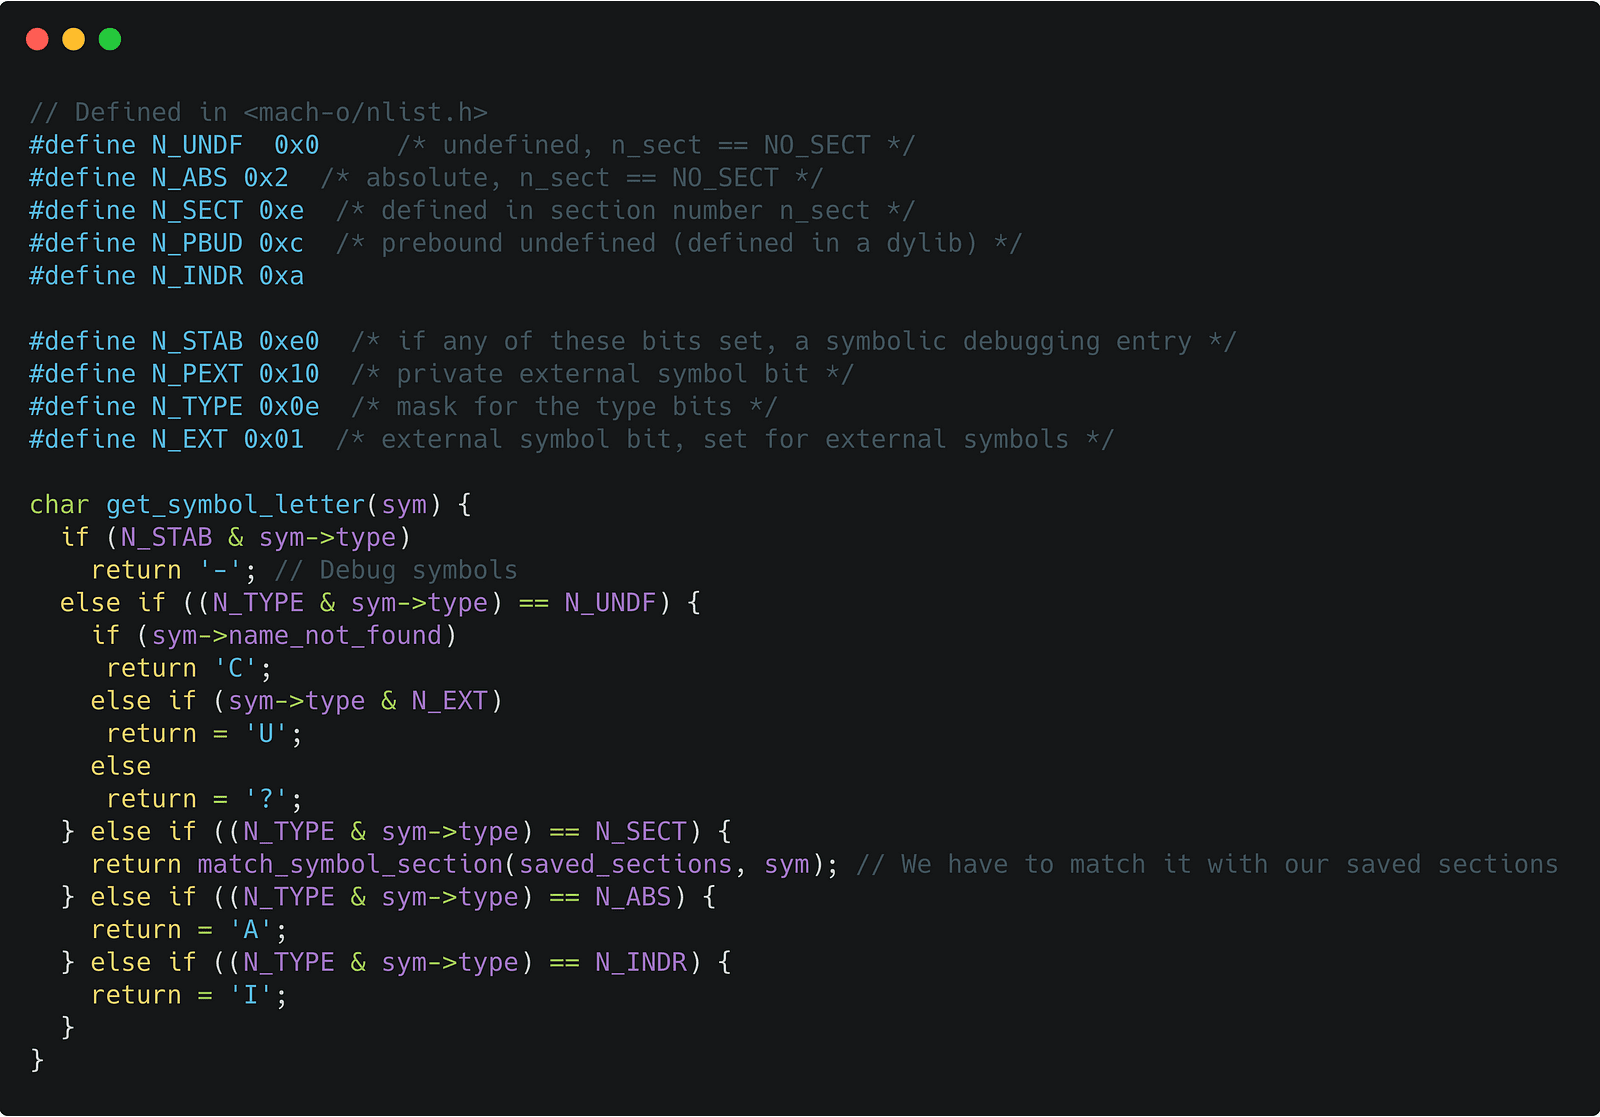 // Defined in <mach-o/nlist.h>
#define N_UNDF  0x0     /* undefined, n_sect == NO_SECT */
#define N_ABS 0x2  /* absolute, n_sect == NO_SECT */
#define N_SECT 0xe  /* defined in section number n_sect */
#define N_PBUD 0xc  /* prebound undefined (defined in a dylib) */
#define N_INDR 0xa

#define N_STAB 0xe0  /* if any of these bits set, a symbolic debugging entry */
#define N_PEXT 0x10  /* private external symbol bit */
#define N_TYPE 0x0e  /* mask for the type bits */
#define N_EXT 0x01  /* external symbol bit, set for external symbols */

char get_symbol_letter(sym) {
  if (N_STAB & sym->type)
    return '-'; // Debug symbols
  else if ((N_TYPE & sym->type) == N_UNDF) {
    if (sym->name_not_found)
     return 'C';
    else if (sym->type & N_EXT)
     return = 'U';
    else
     return = '?';
  } else if ((N_TYPE & sym->type) == N_SECT) {
    return match_symbol_section(saved_sections, sym); // We have to match it with our saved sections
  } else if ((N_TYPE & sym->type) == N_ABS) {
    return = 'A';
  } else if ((N_TYPE & sym->type) == N_INDR) {
    return = 'I';
  }
}